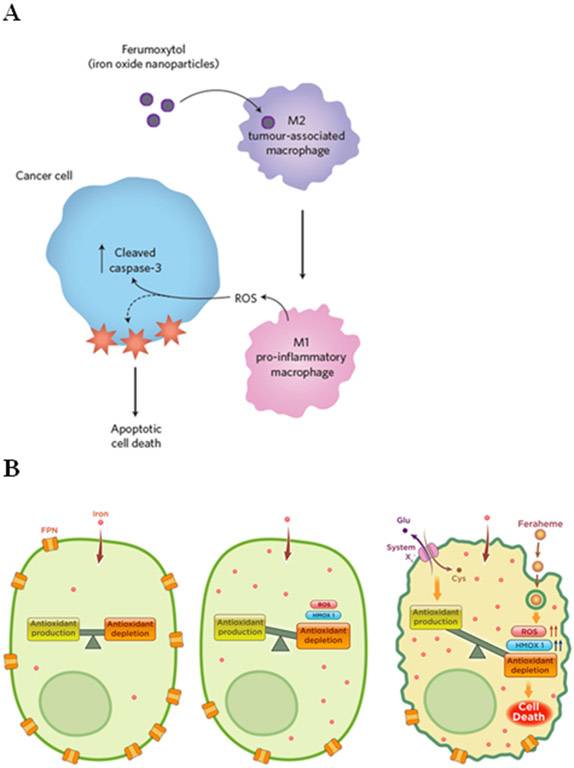 A
Ferumoxytol
(iron oxide nanoparticles)
M2
tumour-associated
macrophage
Cancer cell
Cleaved
caspase-3
ROS
M1
pro-inflammatory
macrophage
Apoptotic
cell death
B
FPN
Iron
Antioxidant
production
Antioxidant
depletion
ROS
HMOX 1
Antioxidant
production
Antioxidant
depletion
Glu
System
X
Cys
Feraheme
Antioxidant
production
ROS
HMOX 1
Antioxidant
depletion
Cell
Death